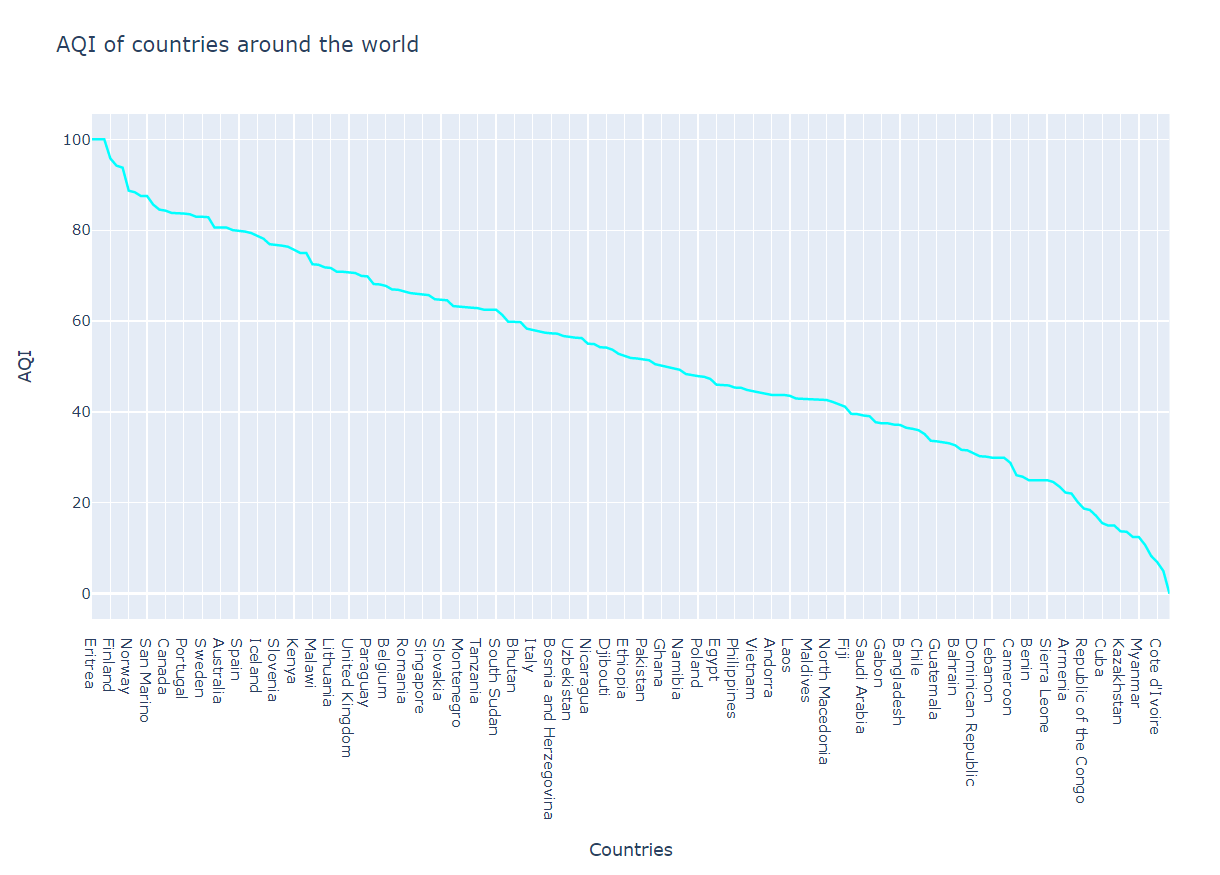 AQI of countries around the world
AQI
100
80
60
40
20
0
Eritrea
Finland
Norway
San Marino
Canada
Portugal
Sweden
Australia
Spain
Iceland
Slovenia
Kenya
Malawi
Lithuania
United Kingdom
Paraguay
Belgium
Romania
Singapore
Slovakia
Montenegro
Tanzania
South Sudan
Bhutan
Italy
Bosnia and Herzegovina
Uzbekistan
Nicaragua
Djibouti
Ethiopia
Pakistan
Ghana
Namibia
Poland
Egypt
Philippines
Vietnam
Andorra
Laos
Maldives
North Macedonia
Fiji
Saudi Arabia
Gabon
Bangladesh
Chile
Guatemala
Bahrain
Dominican Republic
Lebanon
Cameroon
Benin
Sierra Leone
Armenia
Republic of the Congo
Cuba
Kazakhstan
Myanmar
Cote d'Ivoire
Countries